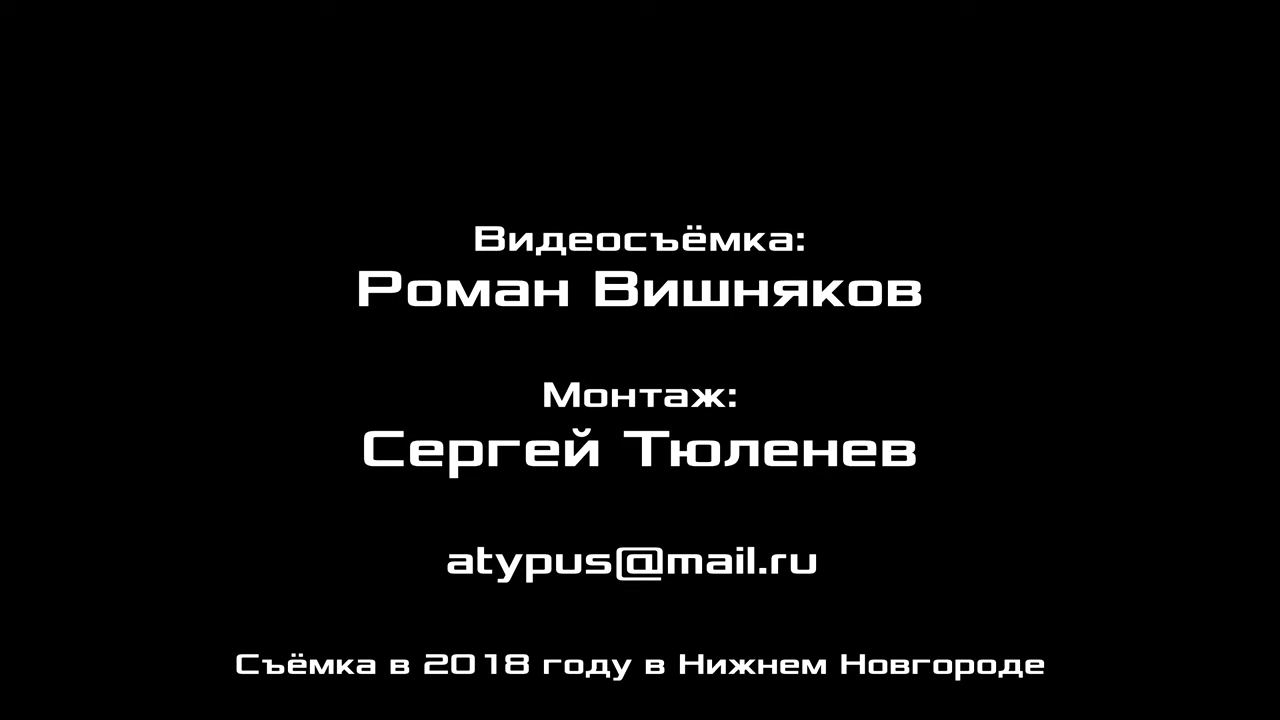 Видеосъёмка:
Роман Вишняков
Монтаж:
Сергей Тюленев
atypus@mail.ru
Съёмка в 2018 году в Нижнем Новгороде